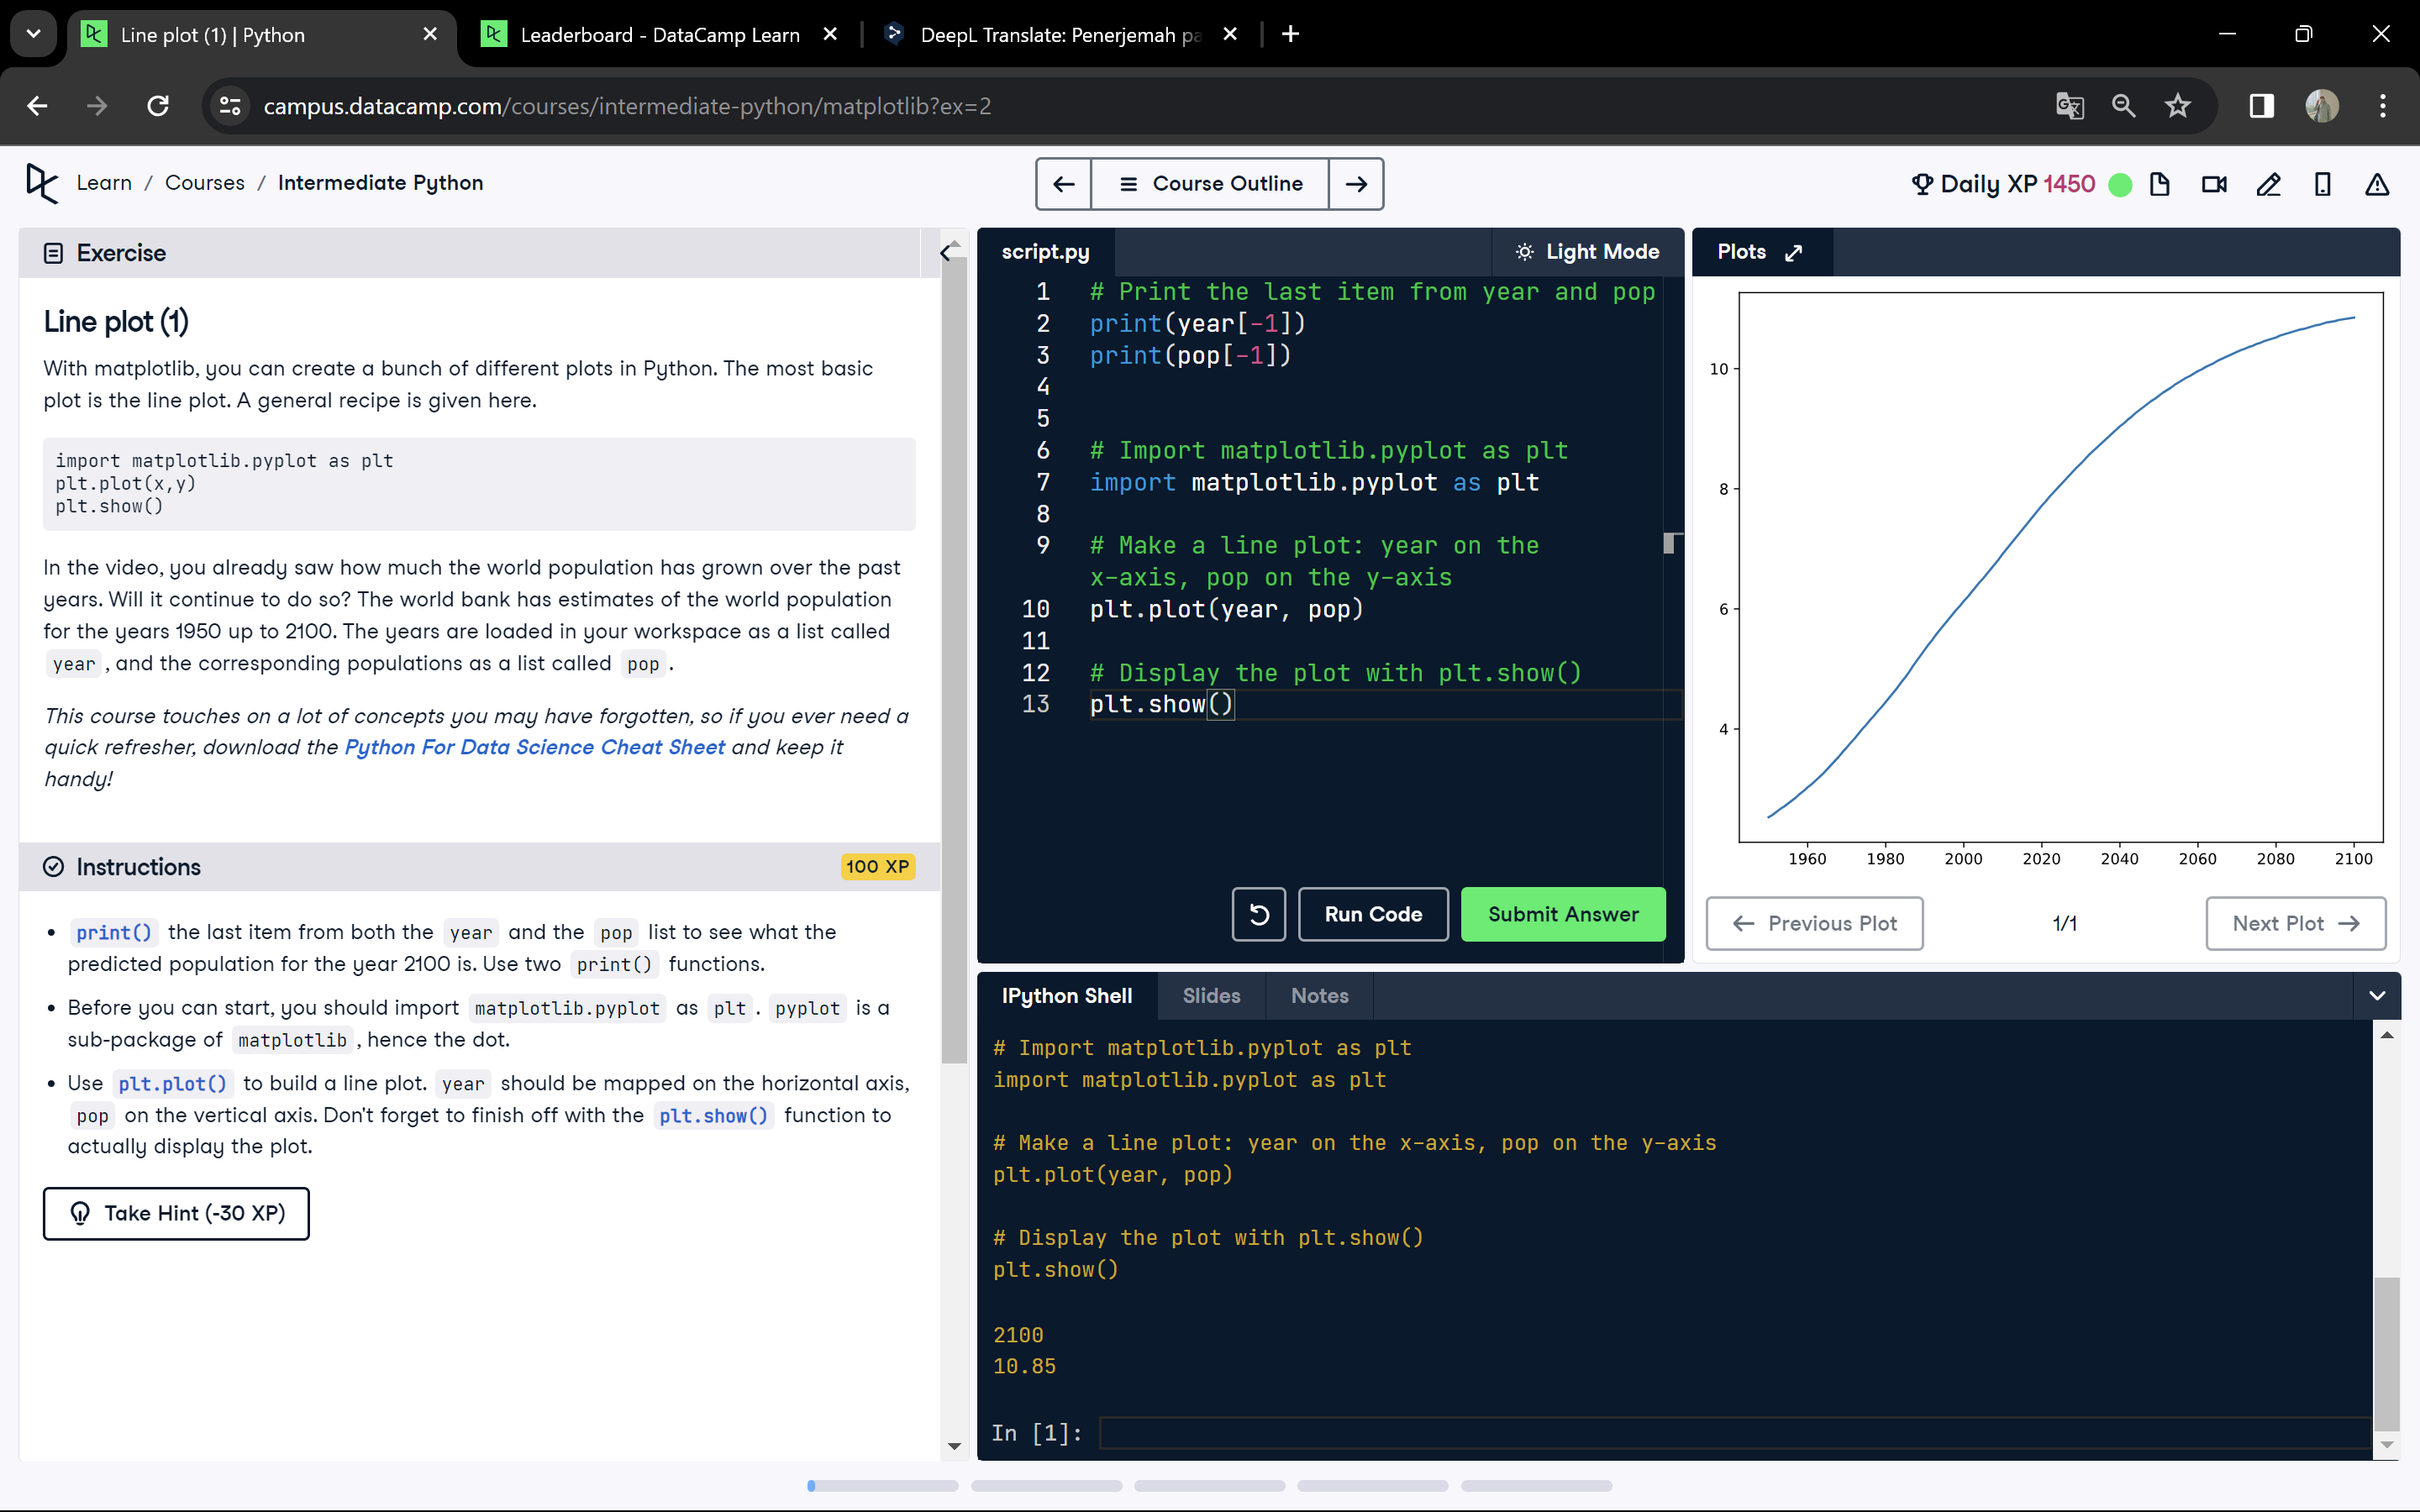 Line plot (1) | Python
Leaderboard - DataCamp Learn
DeepL Translate: Penerjemah pa
campus.datacamp.com/courses/intermediate-python/matplotlib?ex=2
Learn / Courses / Intermediate Python
Course Outline
Daily XP 1450
Exercise
Line plot (1)
With matplotlib, you can create a bunch of different plots in Python. The most basic
plot is the line plot. A general recipe is given here.
import matplotlib.pyplot as plt
plt.plot(x,y)
plt.show()
In the video, you already saw how much the world population has grown over the past
years. Will it continue to do so? The world bank has estimates of the world population
for the years 1950 up to 2100. The years are loaded in your workspace as a list called
year , and the corresponding populations as a list called pop .
This course touches on a lot of concepts you may have forgotten, so if you ever need a
quick refresher, download the Python For Data Science Cheat Sheet and keep it
handy!
Instructions
100 XP
• print() the last item from both the year and the pop list to see what the
predicted population for the year 2100 is. Use two print() functions.
• Before you can start, you should import matplotlib.pyplot as plt . pyplot is a
sub-package of matplotlib , hence the dot.
• Use plt.plot() to build a line plot. year should be mapped on the horizontal axis,
pop on the vertical axis. Don't forget to finish off with the plt.show() function to
actually display the plot.
Take Hint (-30 XP)
script.py
Light Mode
1 # Print the last item from year and pop
2 print(year[-1])
3 print(pop[-1])
4
5
6 # Import matplotlib.pyplot as plt
7 import matplotlib.pyplot as plt
8
9 # Make a line plot: year on the
x-axis, pop on the y-axis
10 plt.plot(year, pop)
11
12 # Display the plot with plt.show()
13 plt.show()
Run Code
Submit Answer
Plots
10
8
6
4
1960 1980 2000 2020 2040 2060 2080 2100
Previous Plot
1/1
Next Plot
IPython Shell
Slides
Notes
# Import matplotlib.pyplot as plt
import matplotlib.pyplot as plt
# Make a line plot: year on the x-axis, pop on the y-axis
plt.plot(year, pop)
# Display the plot with plt.show()
plt.show()
2100
10.85
In [1]: